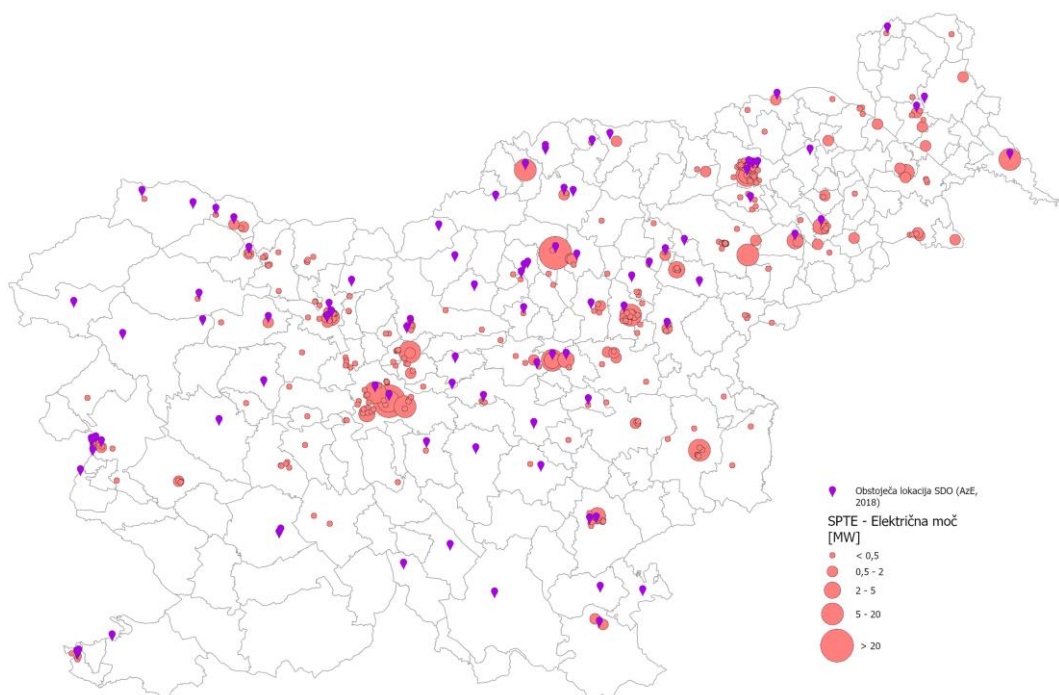 Obstoječa lokacija SDO (AzE,
2018)
SPTE - Električna moč
[MW]
< 0,5
0,5 - 2
2 - 5
5 - 20
> 20